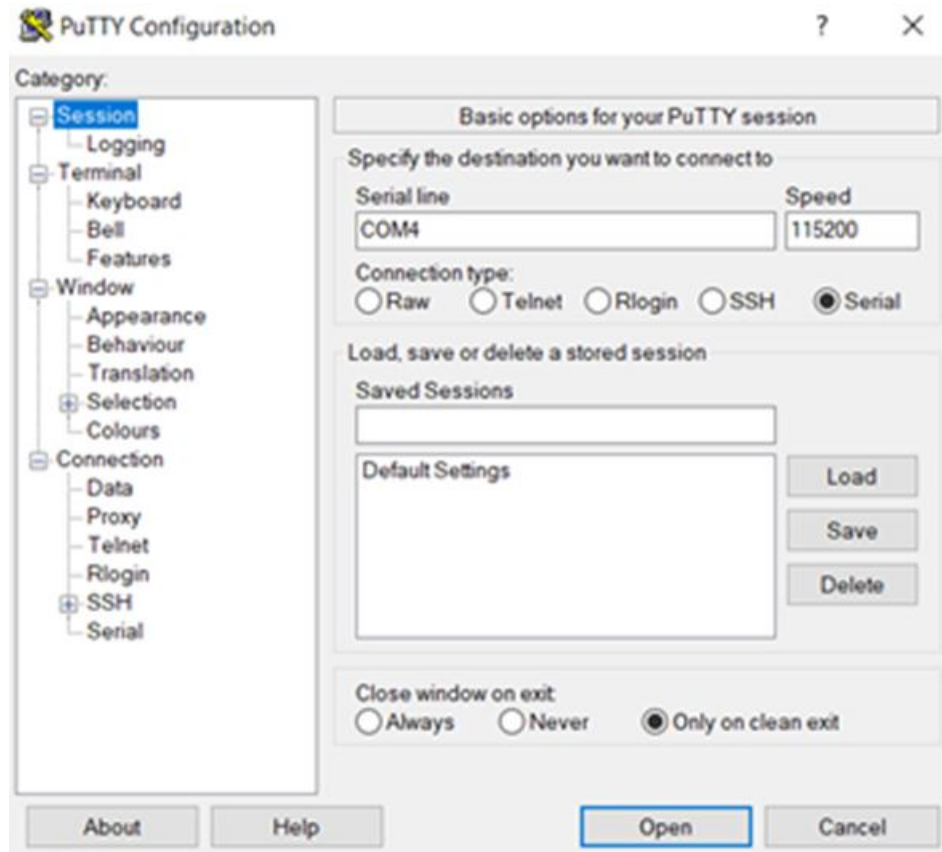 PuTTY Configuration
Category:
Session
Logging
Terminal
Keyboard
Bell
Features
Window
Appearance
Behaviour
Translation
Selection
Colours
Connection
Data
Proxy
Telnet
Rlogin
SSH
Serial
Basic options for your PuTTY session
Specify the destination you want to connect to
Serial line Speed
COM4 115200
Connection type:
Raw Telnet Rlogin SSH Serial
Load, save or delete a stored session
Saved Sessions
Default Settings
Load
Save
Delete
Close window on exit:
Always Never Only on clean exit
About Help Open Cancel